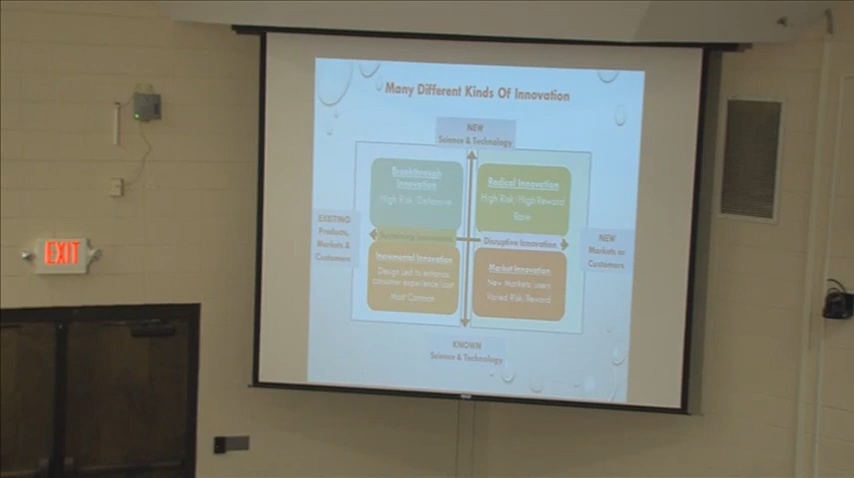 Many Different Kinds Of Innovation
NEW
Science & Technology
Breakthrough
Innovation
High Risk/Defensive
Radical Innovation
High Risk/High Reward
Rare
EXISTING
Products,
Markets &
Customers
Sustaining Innovation
Disruptive Innovation
NEW
Markets or
Customers
Incremental Innovation
Design Led to enhance
consumer experience/cost
Most Common
Market Innovation
New Markets users
Varied Risk/Reward
KNOWN
Science & Technology
EXIT